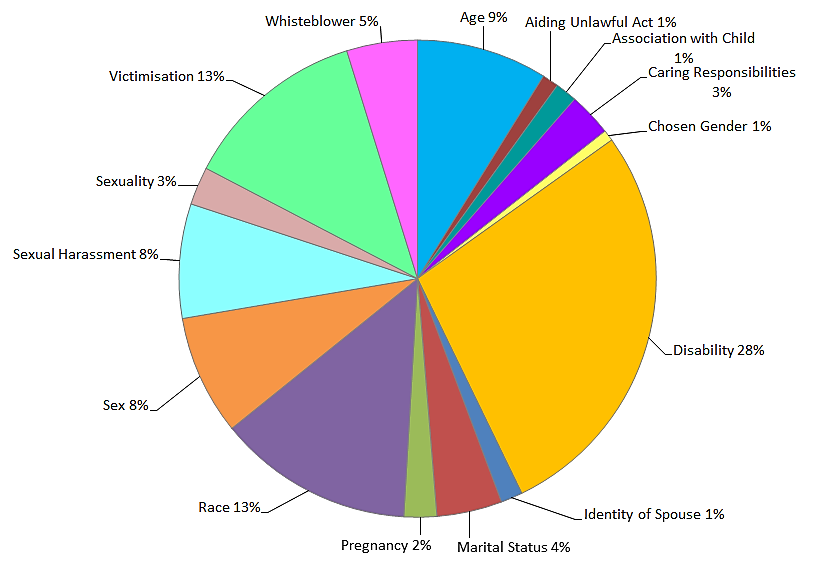 Age 9%
Aiding Unlawful Act 1%
Association with Child
1%
Caring Responsibilities
3%
Chosen Gender 1%
Disability 28%
Identity of Spouse 1%
Marital Status 4%
Pregnancy 2%
Race 13%
Sex 8%
Sexual Harassment 8%
Sexuality 3%
Victimisation 13%
Whisteblower 5%